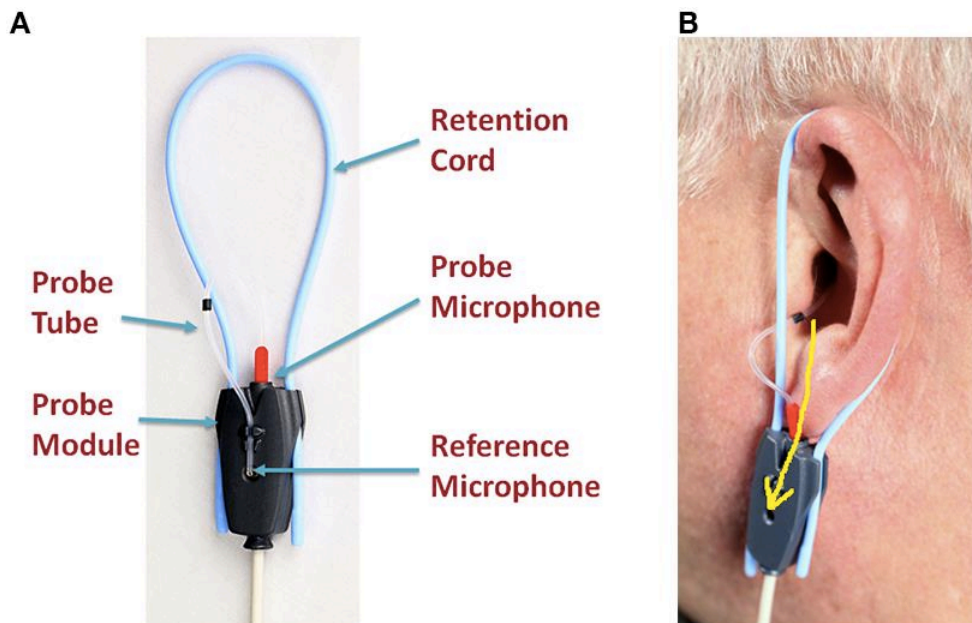 A
B
Retention
Cord
Probe
Microphone
Probe
Tube
Probe
Module
Reference
Microphone